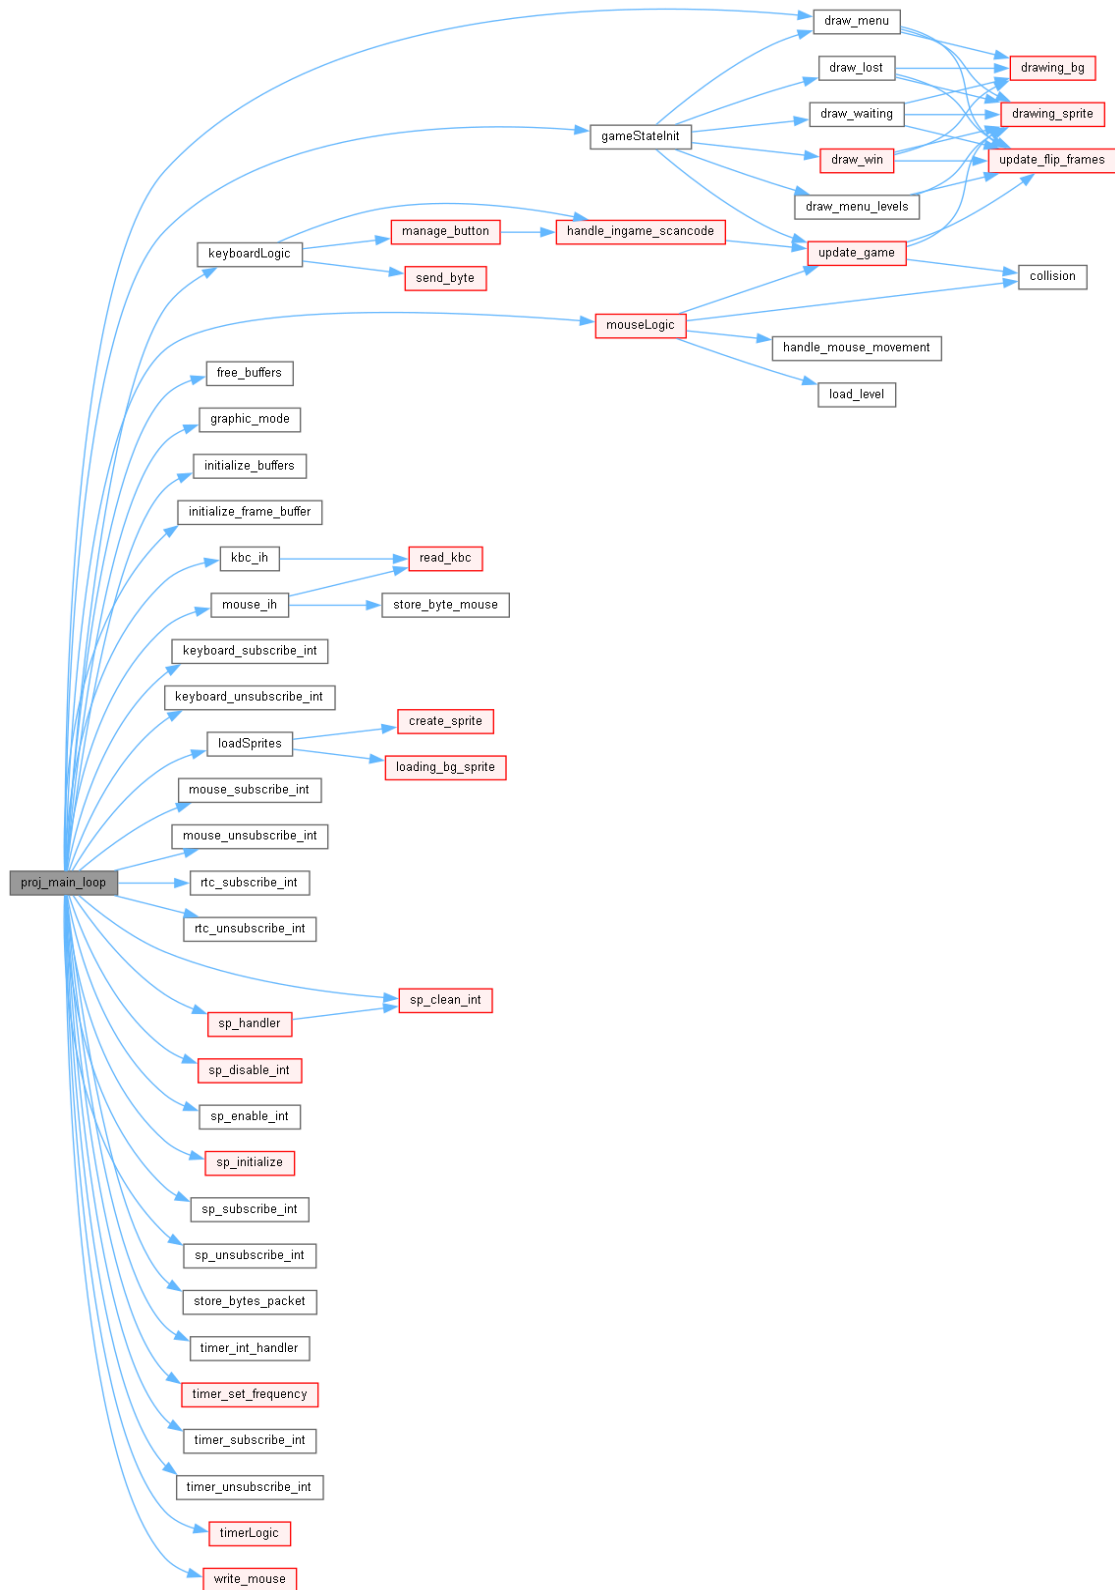 draw_menu
draw_lost
drawing_bg
draw_waiting
drawing_sprite
gameStateInit
draw_win
update_flip_frames
draw_menu_levels
manage_button
handle_ingame_scancode
keyboardLogic
update_game
send_byte
collision
mouseLogic
handle_mouse_movement
free_buffers
load_level
graphic_mode
initialize_buffers
initialize_frame_buffer
kbc_ih
read_kbc
mouse_ih
store_byte_mouse
keyboard_subscribe_int
keyboard_unsubscribe_int
create_sprite
loadSprites
loading_bg_sprite
mouse_subscribe_int
mouse_unsubscribe_int
proj_main_loop
rtc_subscribe_int
rtc_unsubscribe_int
sp_clean_int
sp_handler
sp_disable_int
sp_enable_int
sp_initialize
sp_subscribe_int
sp_unsubscribe_int
store_bytes_packet
timer_int_handler
timer_set_frequency
timer_subscribe_int
timer_unsubscribe_int
timerLogic
write_mouse